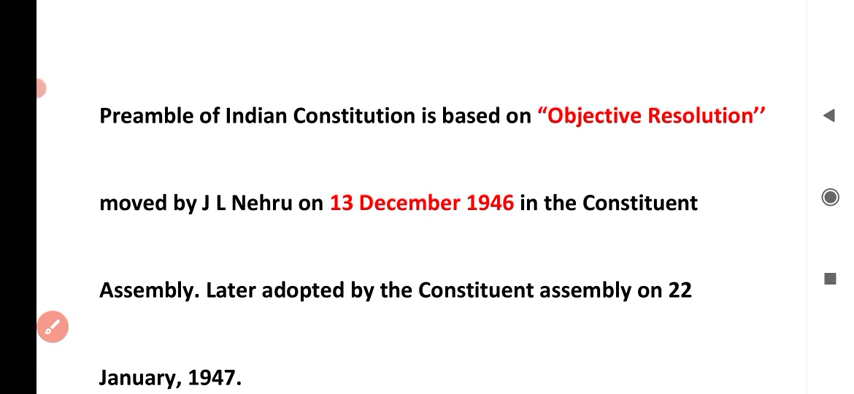 Preamble of Indian Constitution is based on “Objective Resolution’’
moved by J L Nehru on 13 December 1946 in the Constituent
Assembly. Later adopted by the Constituent assembly on 22
January, 1947.